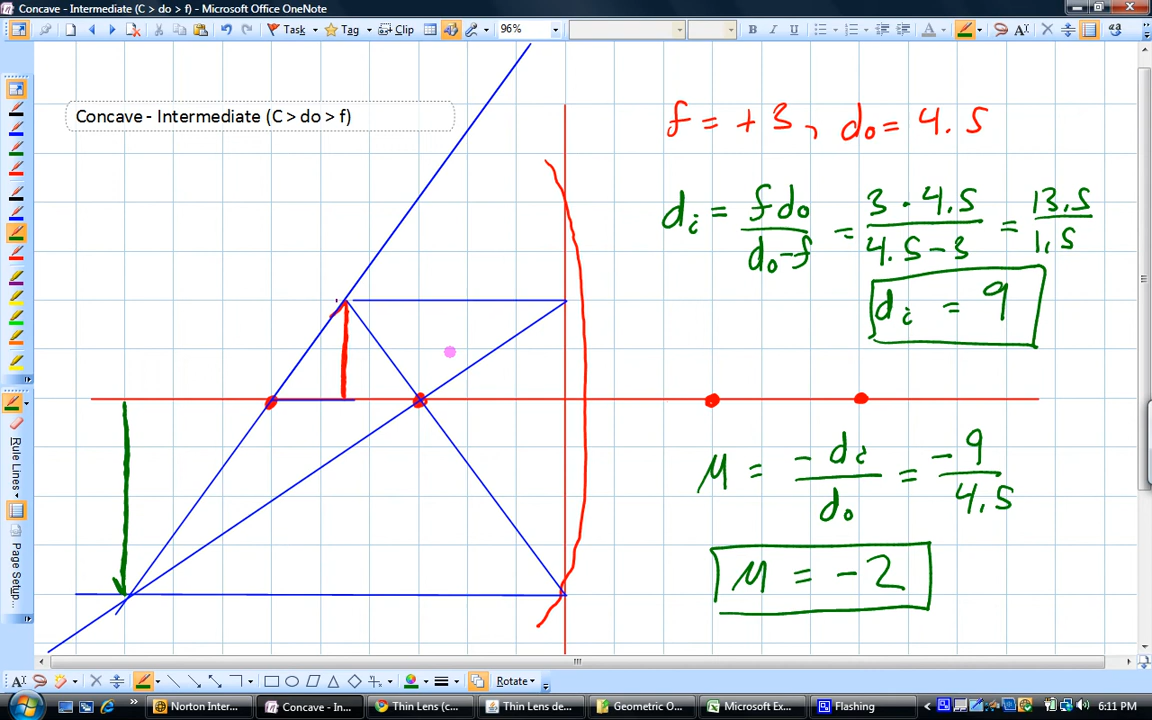 Concave - Intermediate (C > do > f) - Microsoft Office OneNote
Task Tag Clip 96% B I U A
Concave - Intermediate (C > do > f)
f = +3, do = 4.5
di = f do / do-f = 3 · 4.5 / 4.5 - 3 = 13.5 / 1.5
di = 9
M = - di / do = -9 / 4.5
M = -2
Rule Lines
Page Setup...
Rotate
Norton Inter... Concave - In... Thin Lens (c... Thin Lens de... Geometric O... Microsoft Ex... Flashing 6:11 PM